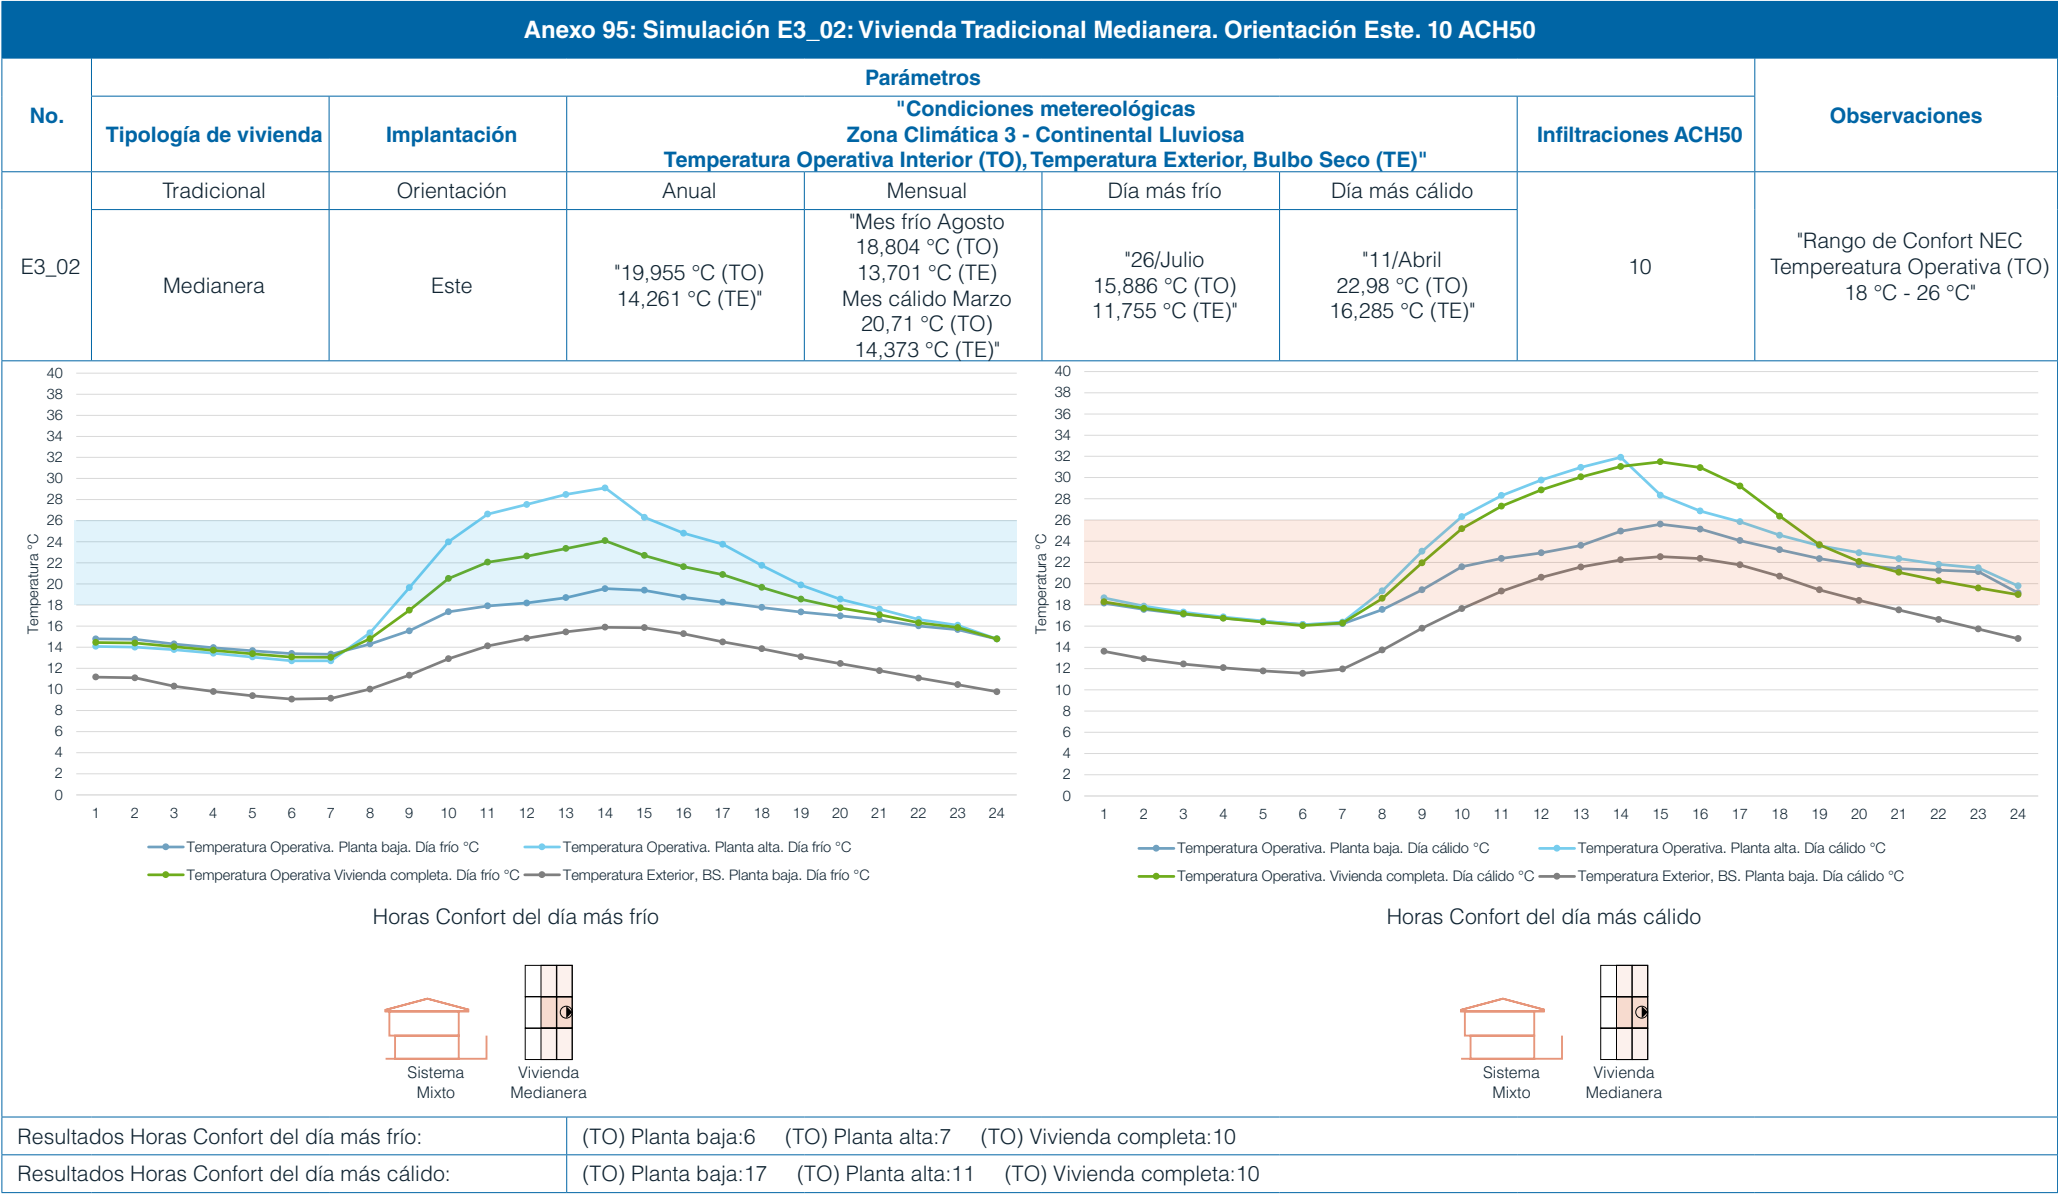 Anexo 95: Simulación E3_02: Vivienda Tradicional Medianera. Orientación Este. 10 ACH50
No.
Parámetros
Observaciones
Tipología de vivienda
Implantación
"Condiciones metereológicas
Zona Climática 3 - Continental Lluviosa
Temperatura Operativa Interior (TO), Temperatura Exterior, Bulbo Seco (TE)"
Infiltraciones ACH50
E3_02
Tradicional
Orientación
Anual
Mensual
Día más frío
Día más cálido
10
"Rango de Confort NEC
Tempereatura Operativa (TO)
18 °C - 26 °C"
Medianera
Este
"19,955 °C (TO)
14,261 °C (TE)"
"Mes frío Agosto
18,804 °C (TO)
13,701 °C (TE)
Mes cálido Marzo
20,71 °C (TO)
14,373 °C (TE)"
"26/Julio
15,886 °C (TO)
11,755 °C (TE)"
"11/Abril
22,98 °C (TO)
16,285 °C (TE)"
Temperatura °C
40
38
36
34
32
30
28
26
24
22
20
18
16
14
12
10
8
6
4
2
0
1 2 3 4 5 6 7 8 9 10 11 12 13 14 15 16 17 18 19 20 21 22 23 24
Temperatura Operativa. Planta baja. Día frío °C
Temperatura Operativa. Planta alta. Día frío °C
Temperatura Operativa Vivienda completa. Día frío °C
Temperatura Exterior, BS. Planta baja. Día frío °C
Horas Confort del día más frío
Sistema
Mixto
Vivienda
Medianera
Temperatura °C
40
38
36
34
32
30
28
26
24
22
20
18
16
14
12
10
8
6
4
2
0
1 2 3 4 5 6 7 8 9 10 11 12 13 14 15 16 17 18 19 20 21 22 23 24
Temperatura Operativa. Planta baja. Día cálido °C
Temperatura Operativa. Planta alta. Día cálido °C
Temperatura Operativa. Vivienda completa. Día cálido °C
Temperatura Exterior, BS. Planta baja. Día cálido °C
Horas Confort del día más cálido
Sistema
Mixto
Vivienda
Medianera
Resultados Horas Confort del día más frío:
(TO) Planta baja:6 (TO) Planta alta:7 (TO) Vivienda completa:10
Resultados Horas Confort del día más cálido:
(TO) Planta baja:17 (TO) Planta alta:11 (TO) Vivienda completa:10